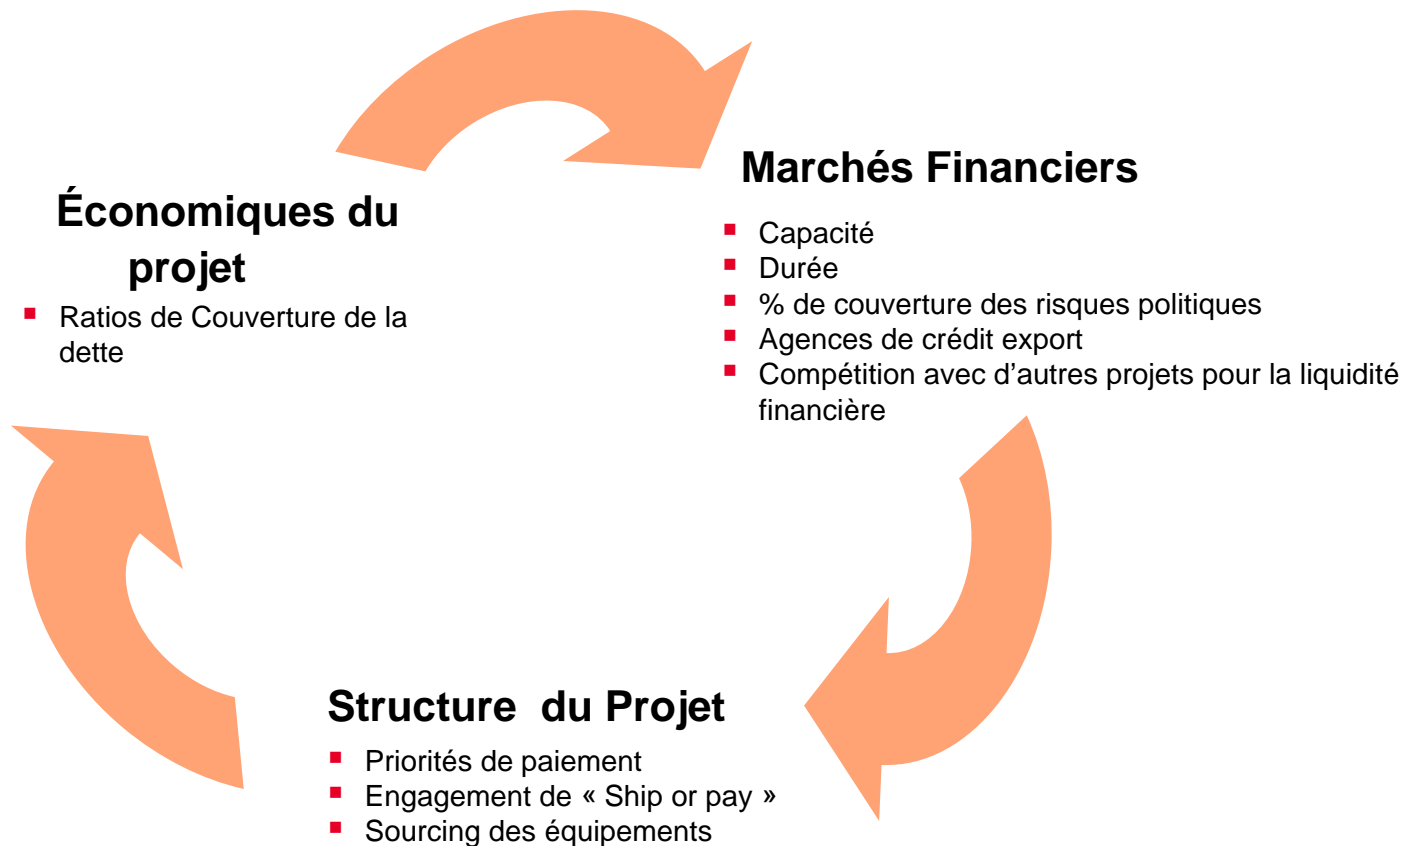 Économiques du
projet
Ratios de Couverture de la
dette
Marchés Financiers
Capacité
Durée
% de couverture des risques politiques
Agences de crédit export
Compétition avec d'autres projets pour la liquidité
financière
Structure du Projet
Priorités de paiement
Engagement de « Ship or pay »
Sourcing des équipements